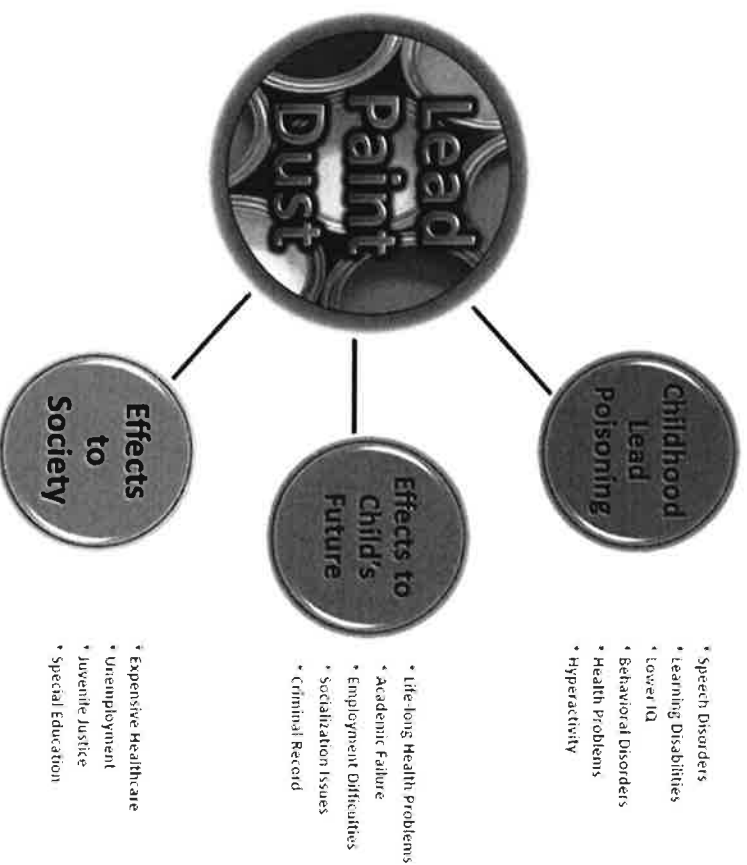 Lead
Paint
Dust
Childhood
Lead
Poisoning
* Speech Disorders
* Learning Disabilities
* Lower IQ
* Behavioral Disorders
* Health Problems
* Hyperactivity
Effects to
Child's
Future
* Life-long Health Problems
* Academic Failure
* Employment Difficulties
* Socialization Issues
* Criminal Record
Effects
to
Society
* Expensive Healthcare
* Unemployment
* Juvenile Justice
* Special Education